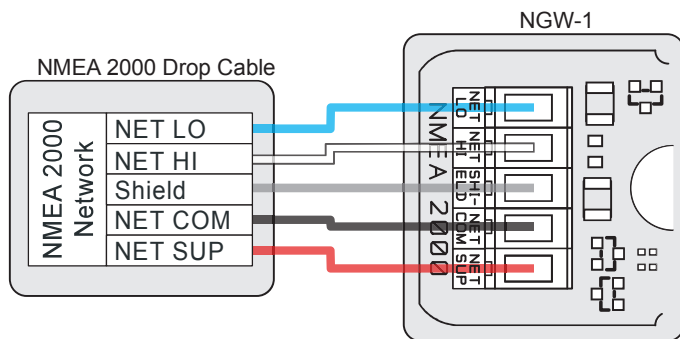 NGW-1
NMEA 2000 Drop Cable
NMEA 2000
Network
NET LO
NET HI
Shield
NET COM
NET SUP
NMEA 2000
NET
LO
NET
HI
SHI-
ELD
NET
COM
NET
SUP